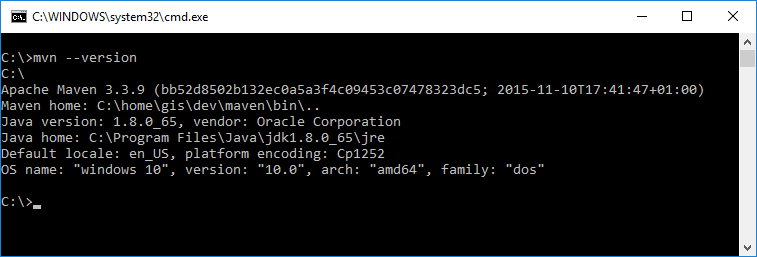 C:\WINDOWS\system32\cmd.exe
C:\>mvn --version
C:\
Apache Maven 3.3.9 (bb52d8502b132ec0a5a3f4c09453c07478323dc5; 2015-11-10T17:41:47+01:00)
Maven home: C:\home\gis\dev\maven\bin\..
Java version: 1.8.0_65, vendor: Oracle Corporation
Java home: C:\Program Files\Java\jdk1.8.0_65\jre
Default locale: en_US, platform encoding: Cp1252
OS name: "windows 10", version: "10.0", arch: "amd64", family: "dos"
C:\>